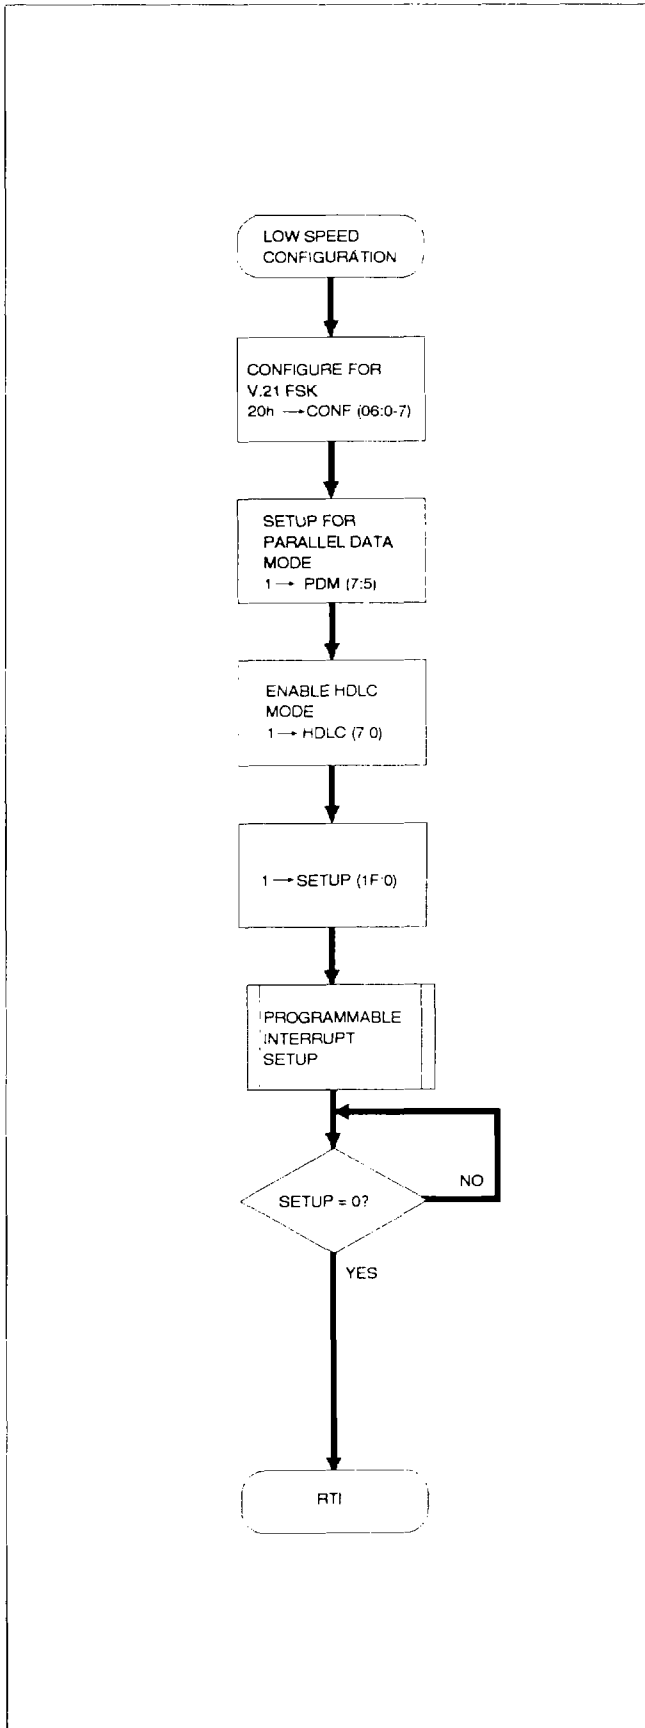 LOW SPEED
CONFIGURATION
CONFIGURE FOR
V.21 FSK
20h → CONF (06:0-7)
SETUP FOR
PARALLEL DATA
MODE
1 → PDM (7:5)
ENABLE HDLC
MODE
1 → HDLC (7 0)
1 → SETUP (1F:0)
PROGRAMMABLE
INTERRUPT
SETUP
SETUP = 0?
NO
YES
RTI